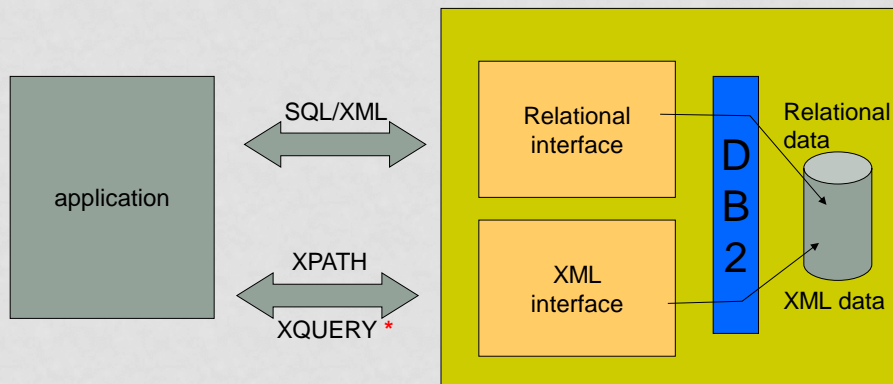 application
SQL/XML
XPATH
XQUERY *
Relational
interface
XML
interface
D
B
2
Relational
data
XML data